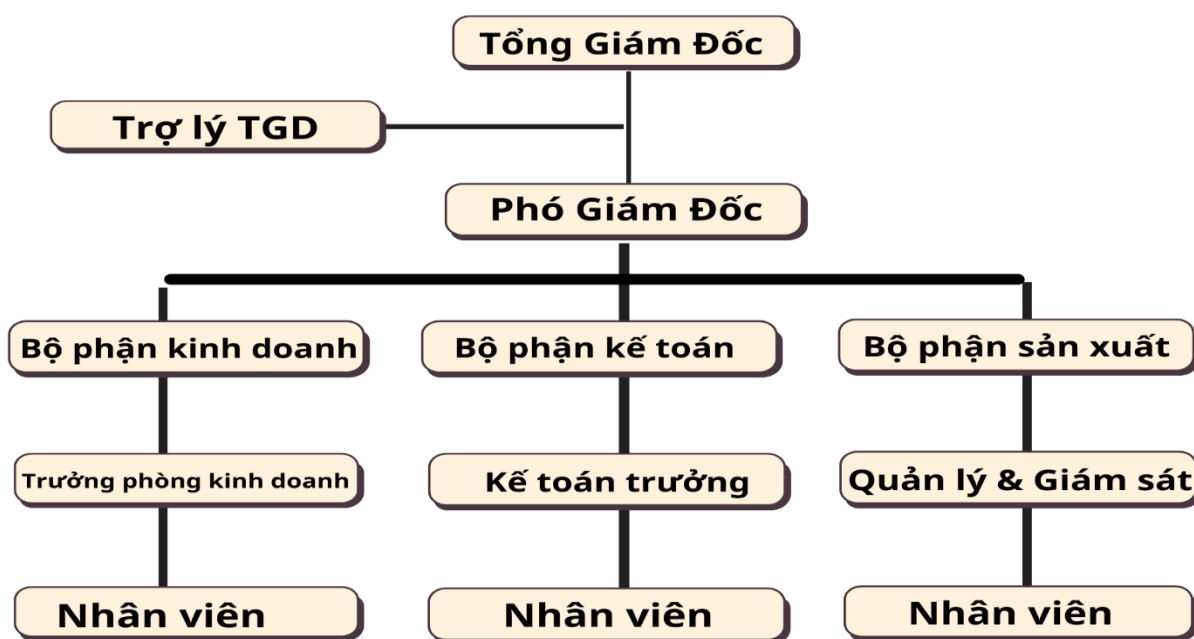 Tổng Giám Đốc
Trợ lý TGD
Phó Giám Đốc
Bộ phận kinh doanh
Bộ phận kế toán
Bộ phận sản xuất
Trưởng phòng kinh doanh
Kế toán trưởng
Quản lý & Giám sát
Nhân viên
Nhân viên
Nhân viên